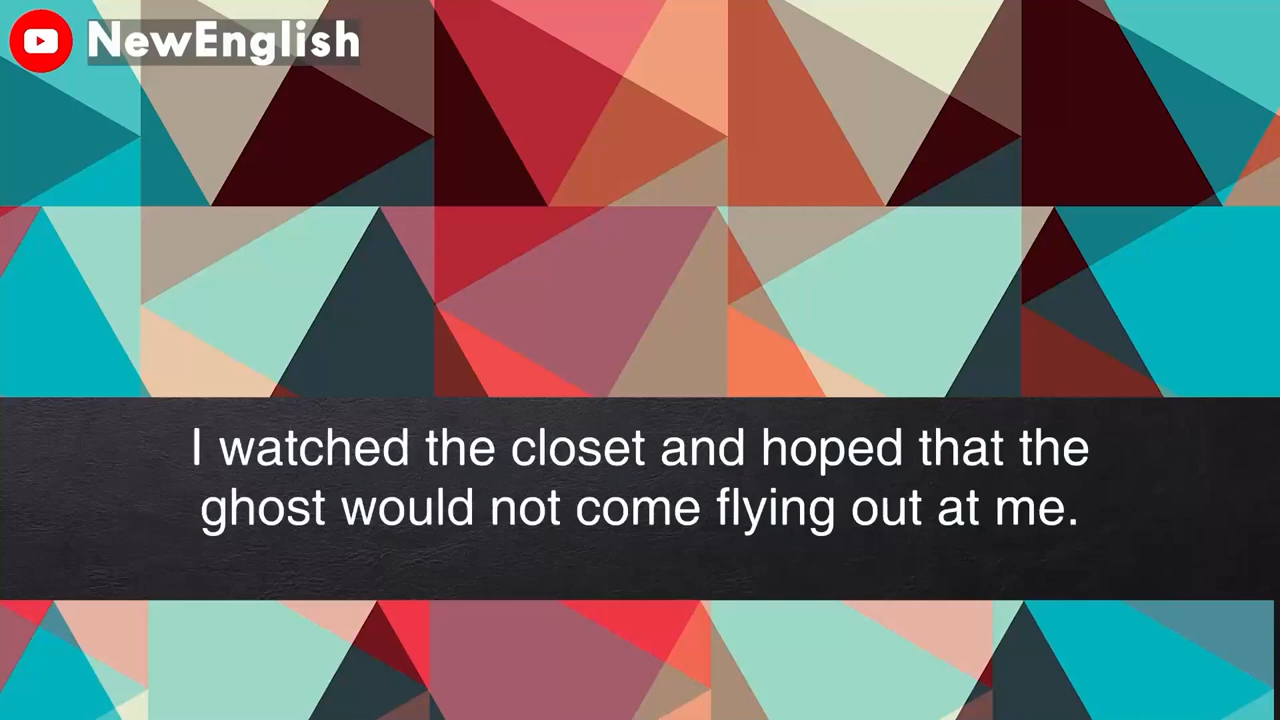 NewEnglish
I watched the closet and hoped that the
ghost would not come flying out at me.